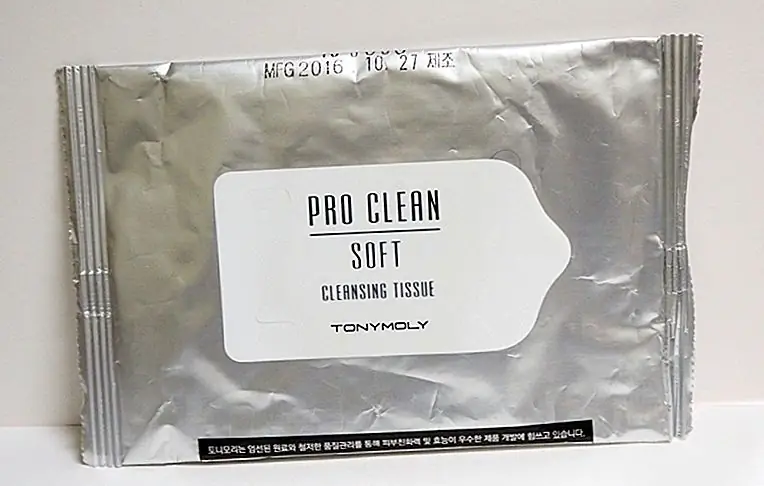 MFG2016 . 10. 27 제조
PRO CLEAN
SOFT
CLEANSING TISSUE
TONYMOLY
토니모리는 엄선된 원료와 철저한 품질관리를 통해 피부친화력 및 효능이 우수한 제품 개발에 힘쓰고 있습니다.